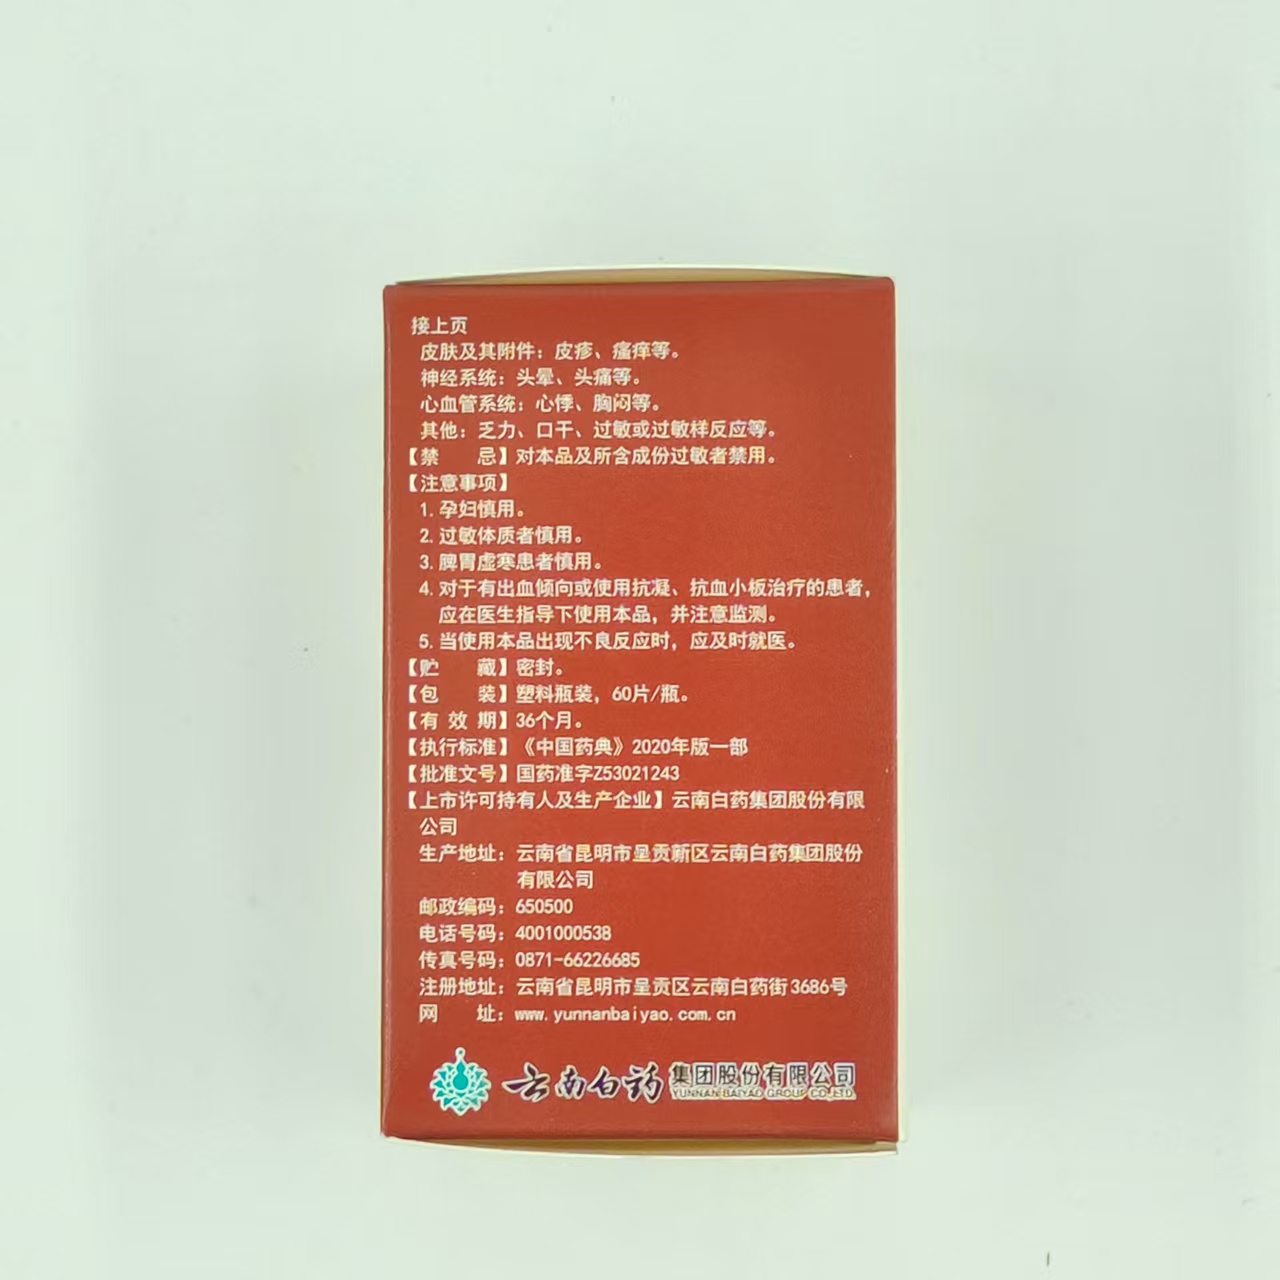 接上页
皮肤及其附件：皮疹、瘙痒等。
神经系统：头晕、头痛等。
心血管系统：心悸、胸闷等。
其他：乏力、口干、过敏或过敏样反应等。
【禁　　忌】对本品及所含成份过敏者禁用。
【注意事项】
1. 孕妇慎用。
2. 过敏体质者慎用。
3. 脾胃虚寒患者慎用。
4. 对于有出血倾向或使用抗凝、抗血小板治疗的患者，
应在医生指导下使用本品，并注意监测。
5. 当使用本品出现不良反应时，应及时就医。
【贮　　藏】密封。
【包　　装】塑料瓶装，60片/瓶。
【有 效 期】36个月。
【执行标准】《中国药典》2020年版一部
【批准文号】国药准字Z53021243
【上市许可持有人及生产企业】云南白药集团股份有限
公司
生产地址：云南省昆明市呈贡新区云南白药集团股份
有限公司
邮政编码：650500
电话号码：4001000538
传真号码：0871-66226685
注册地址：云南省昆明市呈贡区云南白药街3686号
网　　址：www.yunnanbaiyao.com.cn
云南白药 集团股份有限公司
YUNNAN BAIYAO GROUP CO.,LTD.